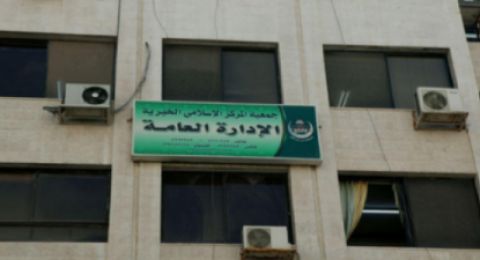 جمعية المركز الإسلامي الخيرية
الإدارة العامة